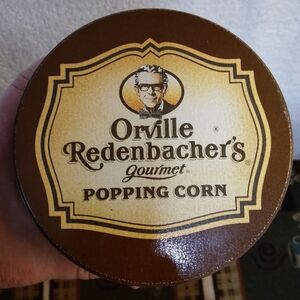 Orville
Redenbacher's ®
gourmet®
POPPING CORN